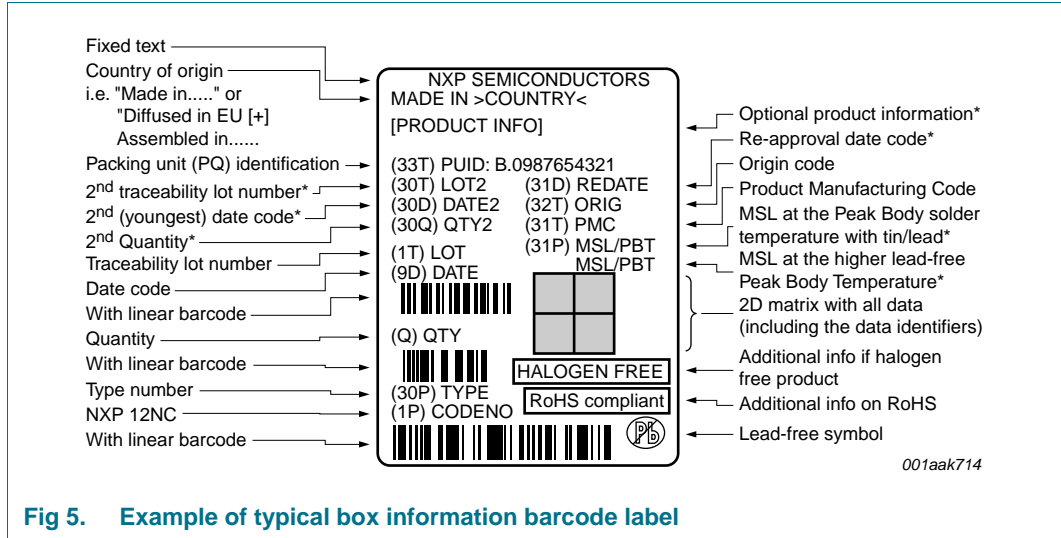 Fixed text
Country of origin
i.e. "Made in....." or
"Diffused in EU [+]
Assembled in......
Packing unit (PQ) identification
2nd traceability lot number*
2nd (youngest) date code*
2nd Quantity*
Traceability lot number
Date code
With linear barcode
Quantity
With linear barcode
Type number
NXP 12NC
With linear barcode
NXP SEMICONDUCTORS
MADE IN >COUNTRY<
[PRODUCT INFO]
(33T) PUID: B.0987654321
(30T) LOT2 (31D) REDATE
(30D) DATE2 (32T) ORIG
(30Q) QTY2 (31T) PMC
(31P) MSL/PBT
(1T) LOT MSL/PBT
(9D) DATE
(Q) QTY
HALOGEN FREE
(30P) TYPE
RoHS compliant
(1P) CODENO
Pb
Optional product information*
Re-approval date code*
Origin code
Product Manufacturing Code
MSL at the Peak Body solder
temperature with tin/lead*
MSL at the higher lead-free
Peak Body Temperature*
2D matrix with all data
(including the data identifiers)
Additional info if halogen
free product
Additional info on RoHS
Lead-free symbol
001aak714
Fig 5. Example of typical box information barcode label